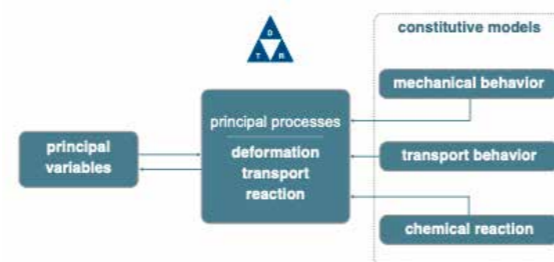 D
T R
constitutive models
mechanical behavior
principal processes
deformation
transport
reaction
principal
variables
transport behavior
chemical reaction